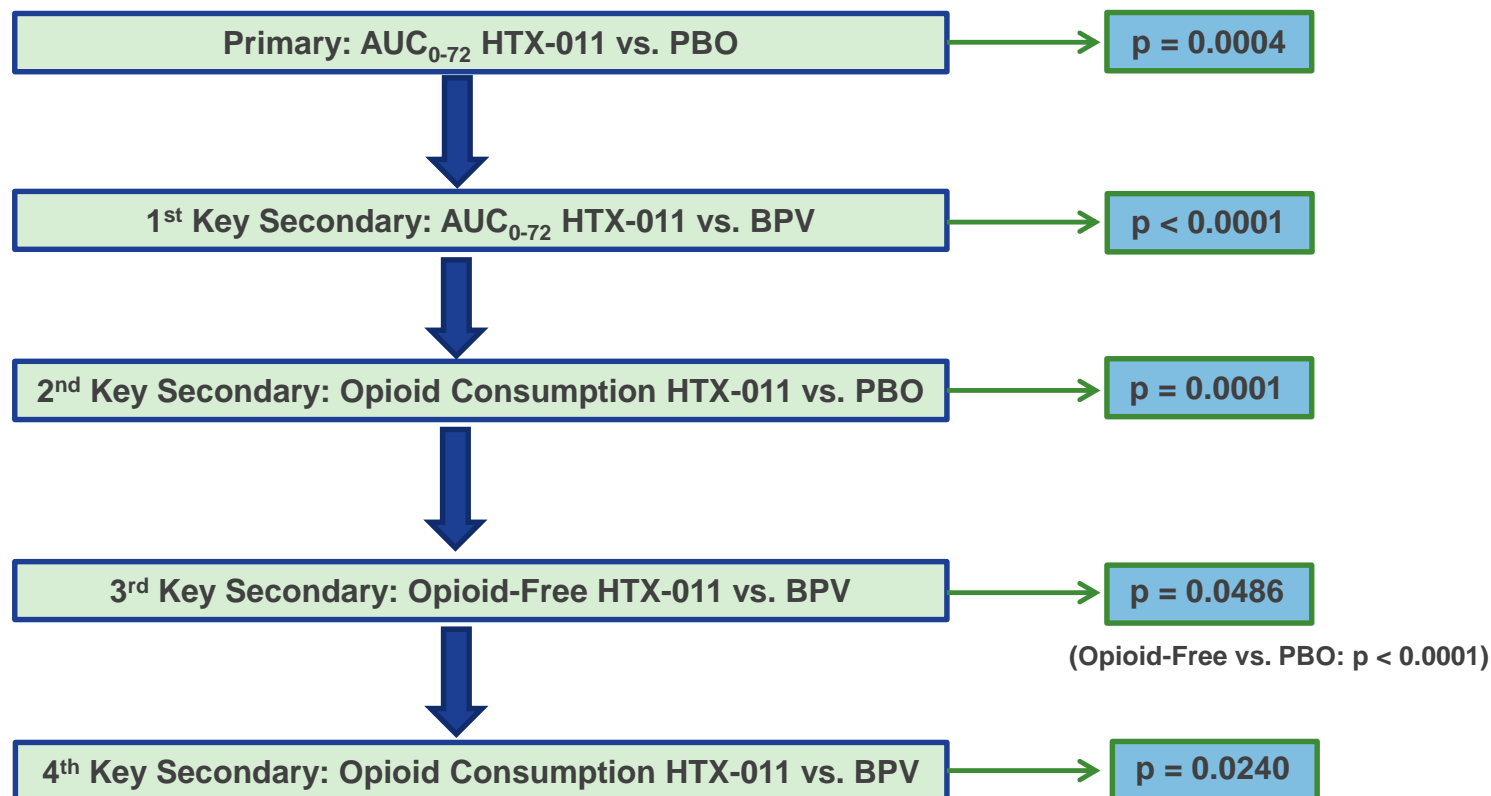 Primary: AUC0-72 HTX-011 vs. PBO
p = 0.0004
1st Key Secondary: AUC0-72 HTX-011 vs. BPV
p < 0.0001
2nd Key Secondary: Opioid Consumption HTX-011 vs. PBO
p = 0.0001
3rd Key Secondary: Opioid-Free HTX-011 vs. BPV
p = 0.0486
(Opioid-Free vs. PBO: p < 0.0001)
4th Key Secondary: Opioid Consumption HTX-011 vs. BPV
p = 0.0240